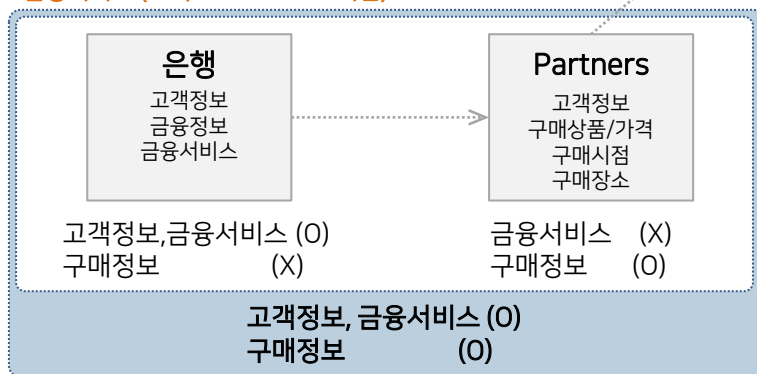 은행
고객정보
금융정보
금융서비스
Partners
고객정보
구매상품/가격
구매시점
구매장소
고객정보,금융서비스 (O)
구매정보 (X)
금융서비스 (X)
구매정보 (O)
고객정보, 금융서비스 (O)
구매정보 (O)